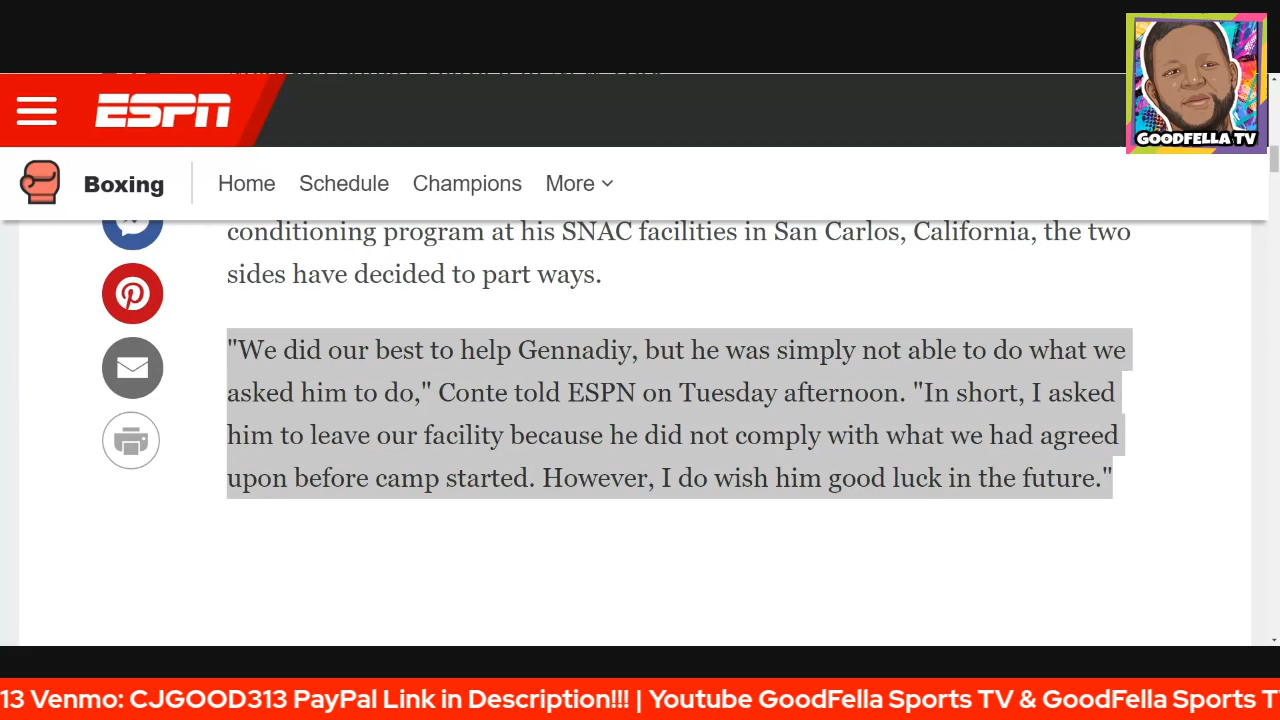 GOODFELLA TV
ESPN
Boxing
Home
Schedule
Champions
More
conditioning program at his SNAC facilities in San Carlos, California, the two
sides have decided to part ways.
"We did our best to help Gennadiy, but he was simply not able to do what we
asked him to do," Conte told ESPN on Tuesday afternoon. "In short, I asked
him to leave our facility because he did not comply with what we had agreed
upon before camp started. However, I do wish him good luck in the future."
13 Venmo: CJGOOD313 PayPal Link in Description!!! | Youtube GoodFella Sports TV & GoodFella Sports T